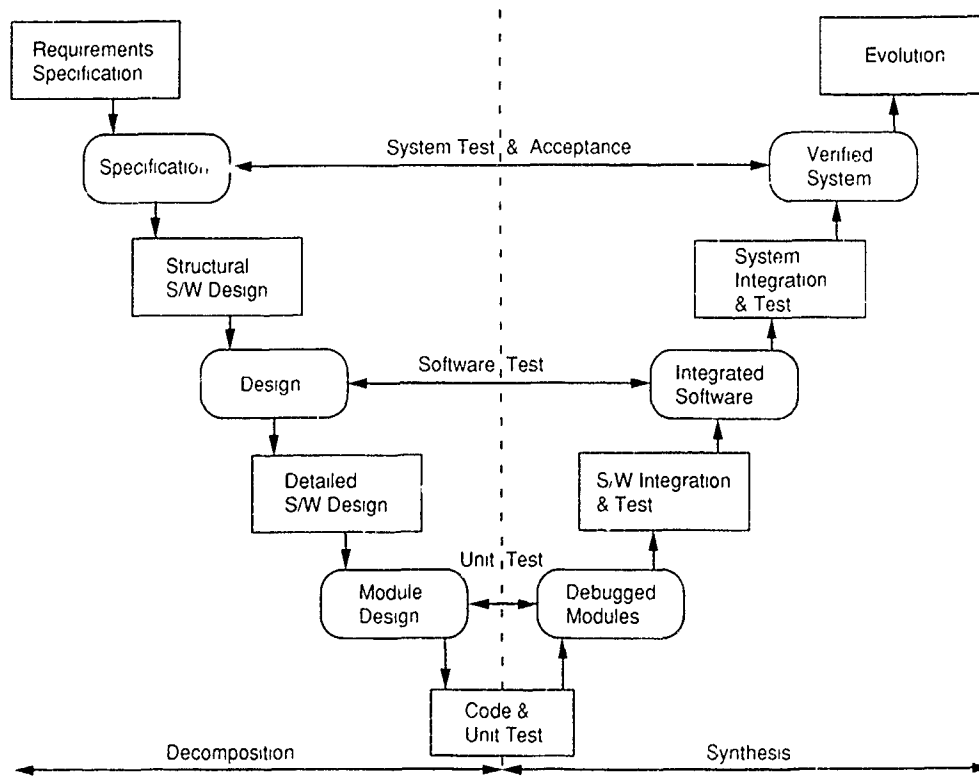 Requirements
Specification
Evolution
System Test & Acceptance
Specification
Verified
System
Structural
S/W Design
System
Integration
& Test
Software Test
Design
Integrated
Software
Detailed
S/W Design
S/W Integration
& Test
Unit Test
Module
Design
Debugged
Modules
Code &
Unit Test
Decomposition
Synthesis